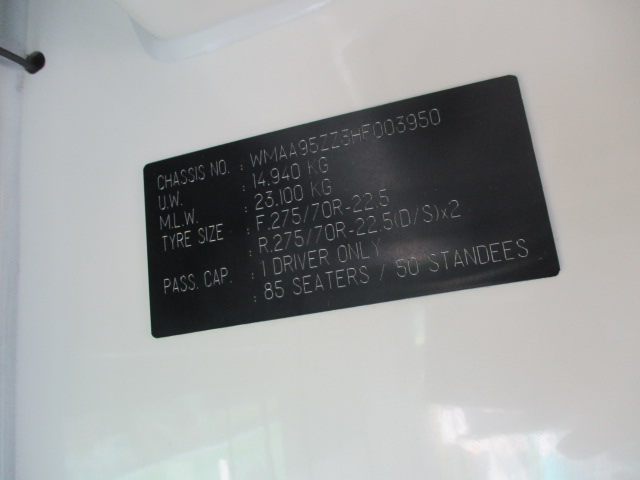 CHASSIS NO. : WMAA95ZZ3HF003950
U.W. : 14,940 KG
M.L.W. : 23,100 KG
TYRE SIZE : F.275/70R-22.5
: R.275/70R-22.5(D/S)x2
PASS. CAP. : 1 DRIVER ONLY
: 85 SEATERS / 50 STANDEES